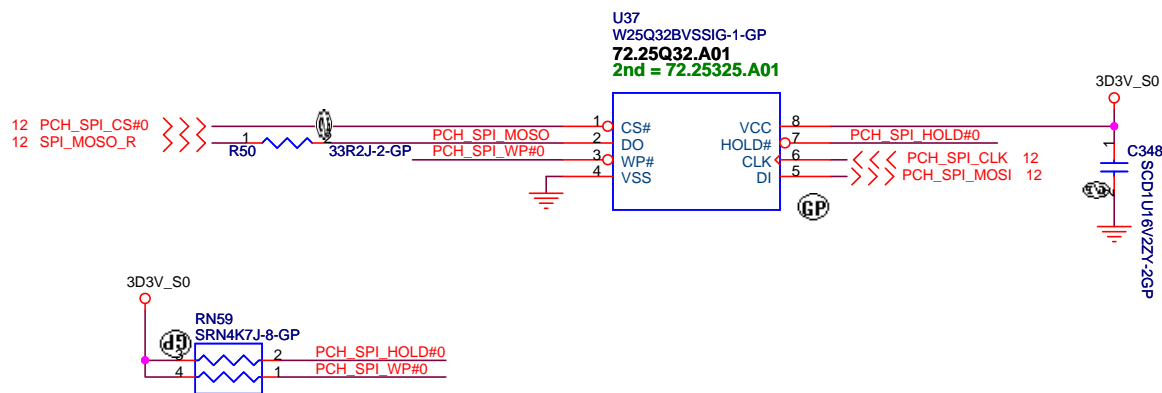 U37
W25Q32BVSSIG-1-GP
72.25Q32.A01
2nd = 72.25325.A01
3D3V_S0
12 PCH_SPI_CS#0
12 SPI_MOSO_R
R50
1
2
33R2J-2-GP
PCH_SPI_MOSO
PCH_SPI_WP#0
1 CS#
2 DO
3 WP#
4 VSS
VCC 8
HOLD# 7
CLK 6
DI 5
PCH_SPI_HOLD#0
PCH_SPI_CLK 12
PCH_SPI_MOSI 12
GP
1
C348
SCD1U16V2ZY-2GP
3D3V_S0
RN59
SRN4K7J-8-GP
GP
3
2 PCH_SPI_HOLD#0
4
1 PCH_SPI_WP#0